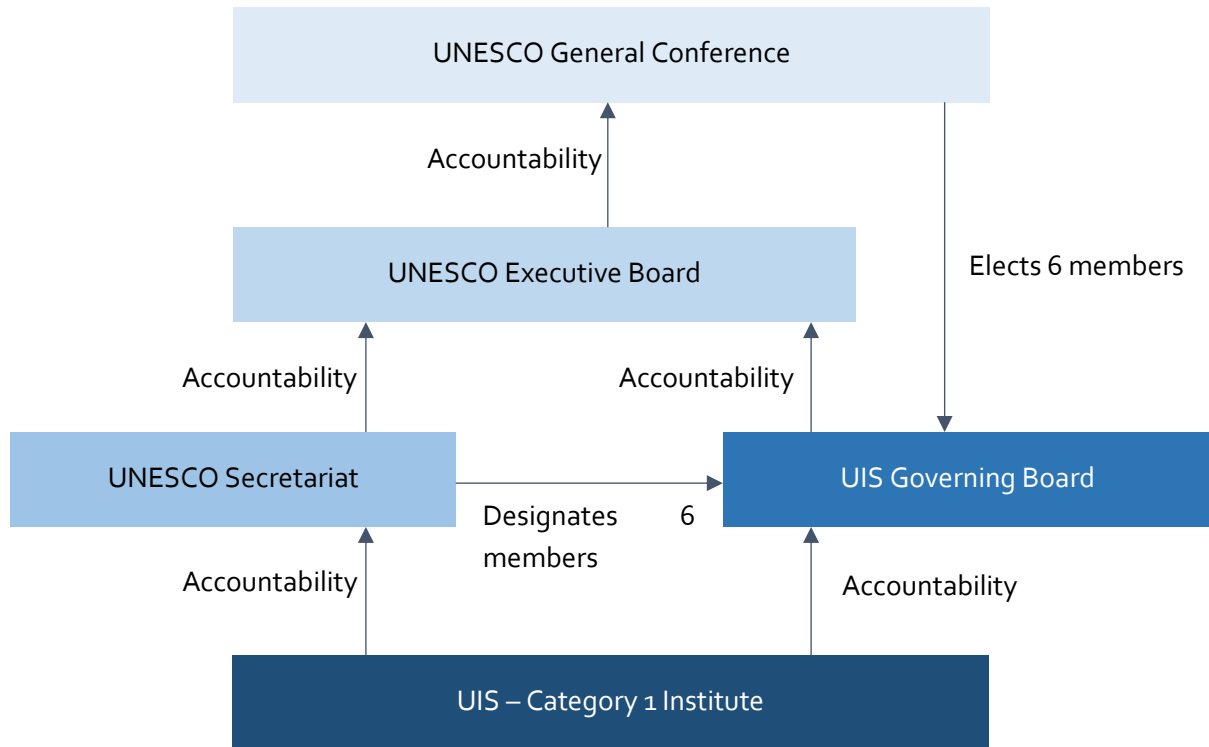 UNESCO General Conference
Accountability
UNESCO Executive Board
Elects 6 members
Accountability
Accountability
UNESCO Secretariat
UIS Governing Board
Designates 6
members
Accountability
Accountability
UIS – Category 1 Institute